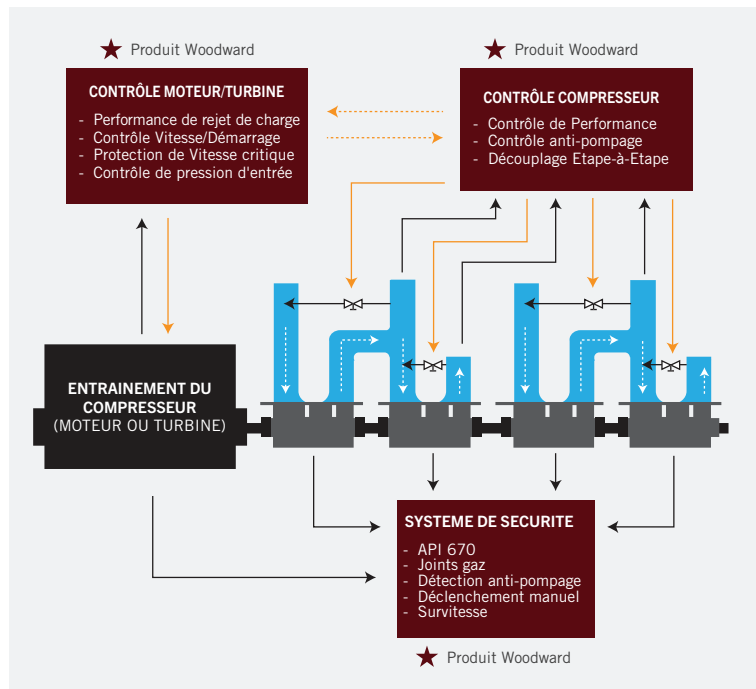 ★ Produit Woodward
CONTRÔLE MOTEUR/TURBINE
- Performance de rejet de charge
- Contrôle Vitesse/Démarrage
- Protection de Vitesse critique
- Contrôle de pression d'entrée
★ Produit Woodward
CONTRÔLE COMPRESSEUR
- Contrôle de Performance
- Contrôle anti-pompage
- Découplage Etape-à-Etape
ENTRAINEMENT DU
COMPRESSEUR
(MOTEUR OU TURBINE)
SYSTEME DE SECURITE
- API 670
- Joints gaz
- Détection anti-pompage
- Déclenchement manuel
- Survitesse
★ Produit Woodward